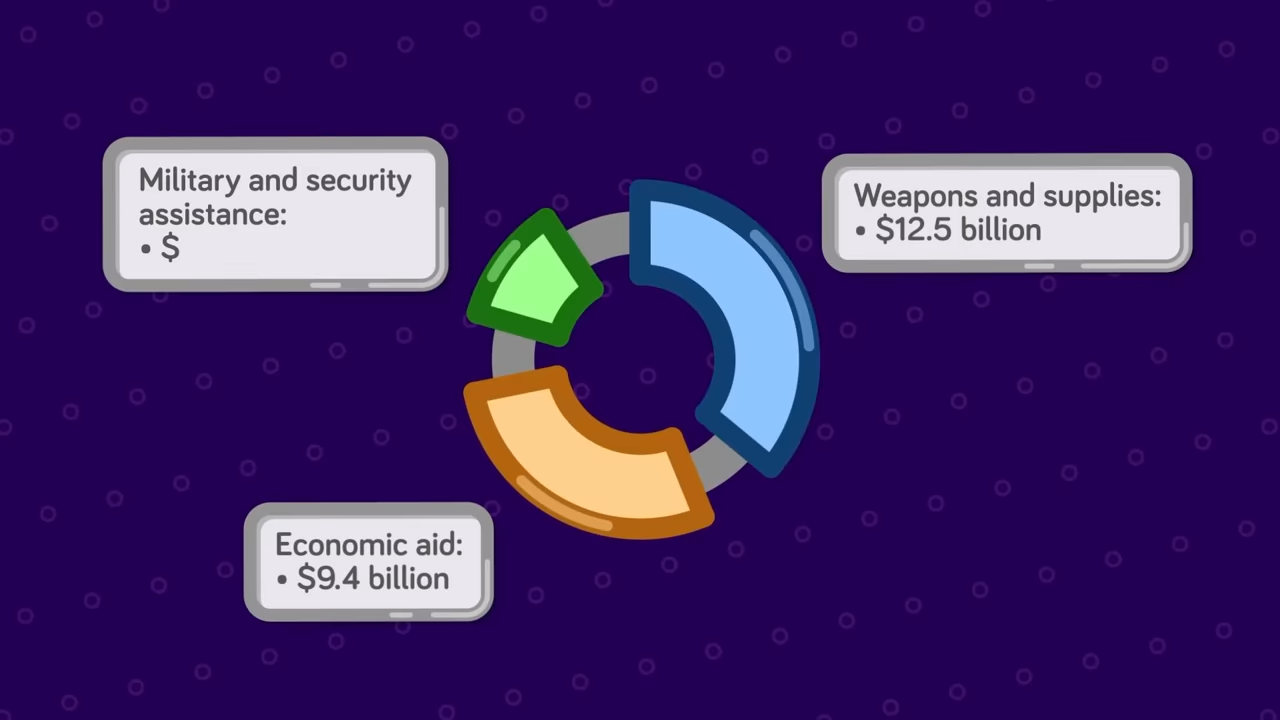 Military and security
assistance:
• $
Weapons and supplies:
• $12.5 billion
Economic aid:
• $9.4 billion